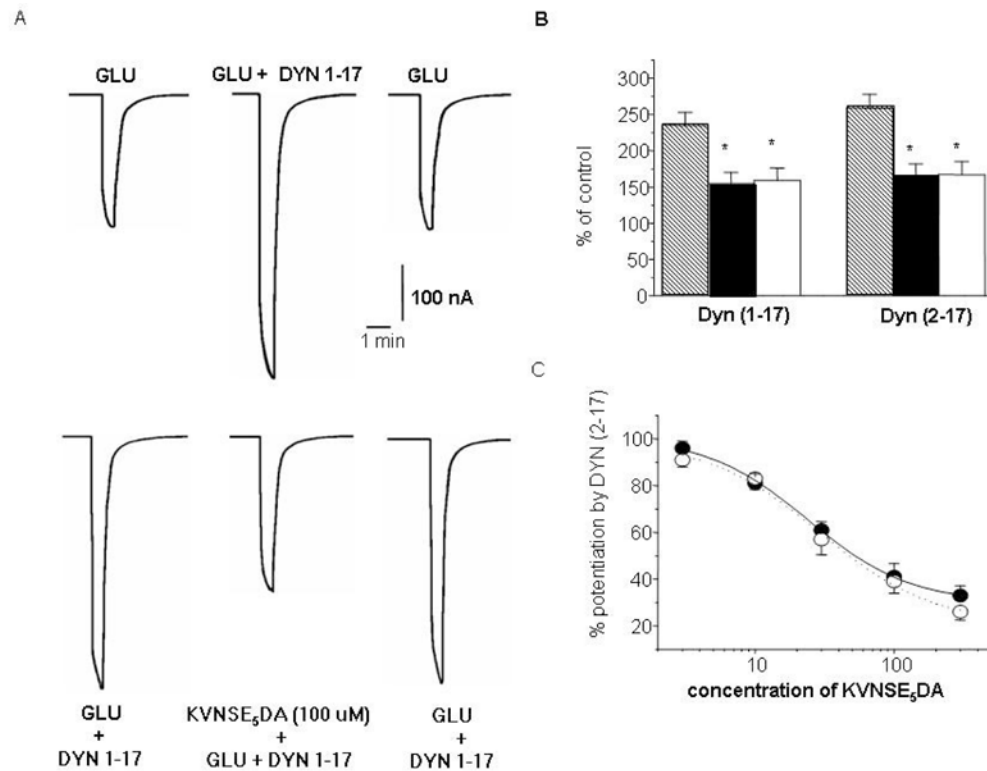 A
GLU
GLU + DYN 1-17
GLU
100 nA
1 min
GLU
+
DYN 1-17
KVNSE₅DA (100 uM)
+
GLU + DYN 1-17
GLU
+
DYN 1-17
B
% of control
300
250
200
150
100
50
0
* *
* *
Dyn (1-17)
Dyn (2-17)
C
% potentiation by DYN (2-17)
100
80
60
40
20
10
100
concentration of KVNSE₅DA